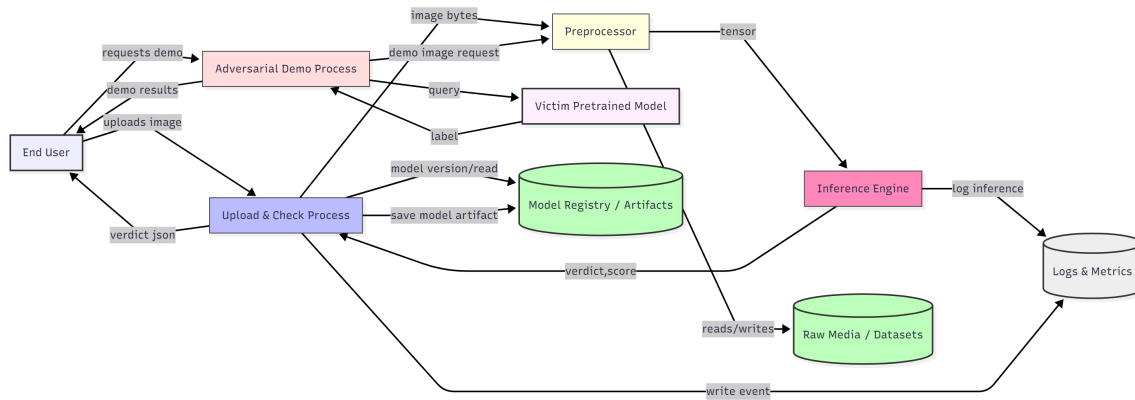 image bytes
Preprocessor
tensor
requests demo
demo image request
Adversarial Demo Process
demo results
query
Victim Pretrained Model
uploads image
label
End User
model version/read
Inference Engine
log inference
Model Registry / Artifacts
Upload & Check Process
save model artifact
verdict json
verdict,score
Logs & Metrics
reads/writes
Raw Media / Datasets
write event